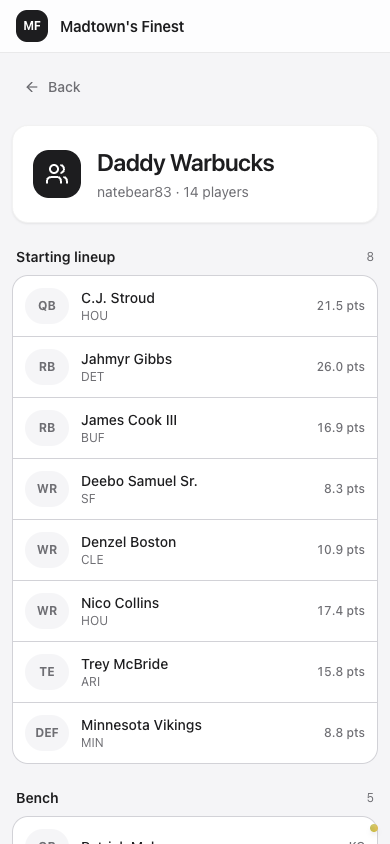 MF Madtown's Finest
← Back
Daddy Warbucks
natebear83 · 14 players
Starting lineup 8
QB C.J. Stroud 21.5 pts
HOU
RB Jahmyr Gibbs 26.0 pts
DET
RB James Cook III 16.9 pts
BUF
WR Deebo Samuel Sr. 8.3 pts
SF
WR Denzel Boston 10.9 pts
CLE
WR Nico Collins 17.4 pts
HOU
TE Trey McBride 15.8 pts
ARI
DEF Minnesota Vikings 8.8 pts
MIN
Bench 5